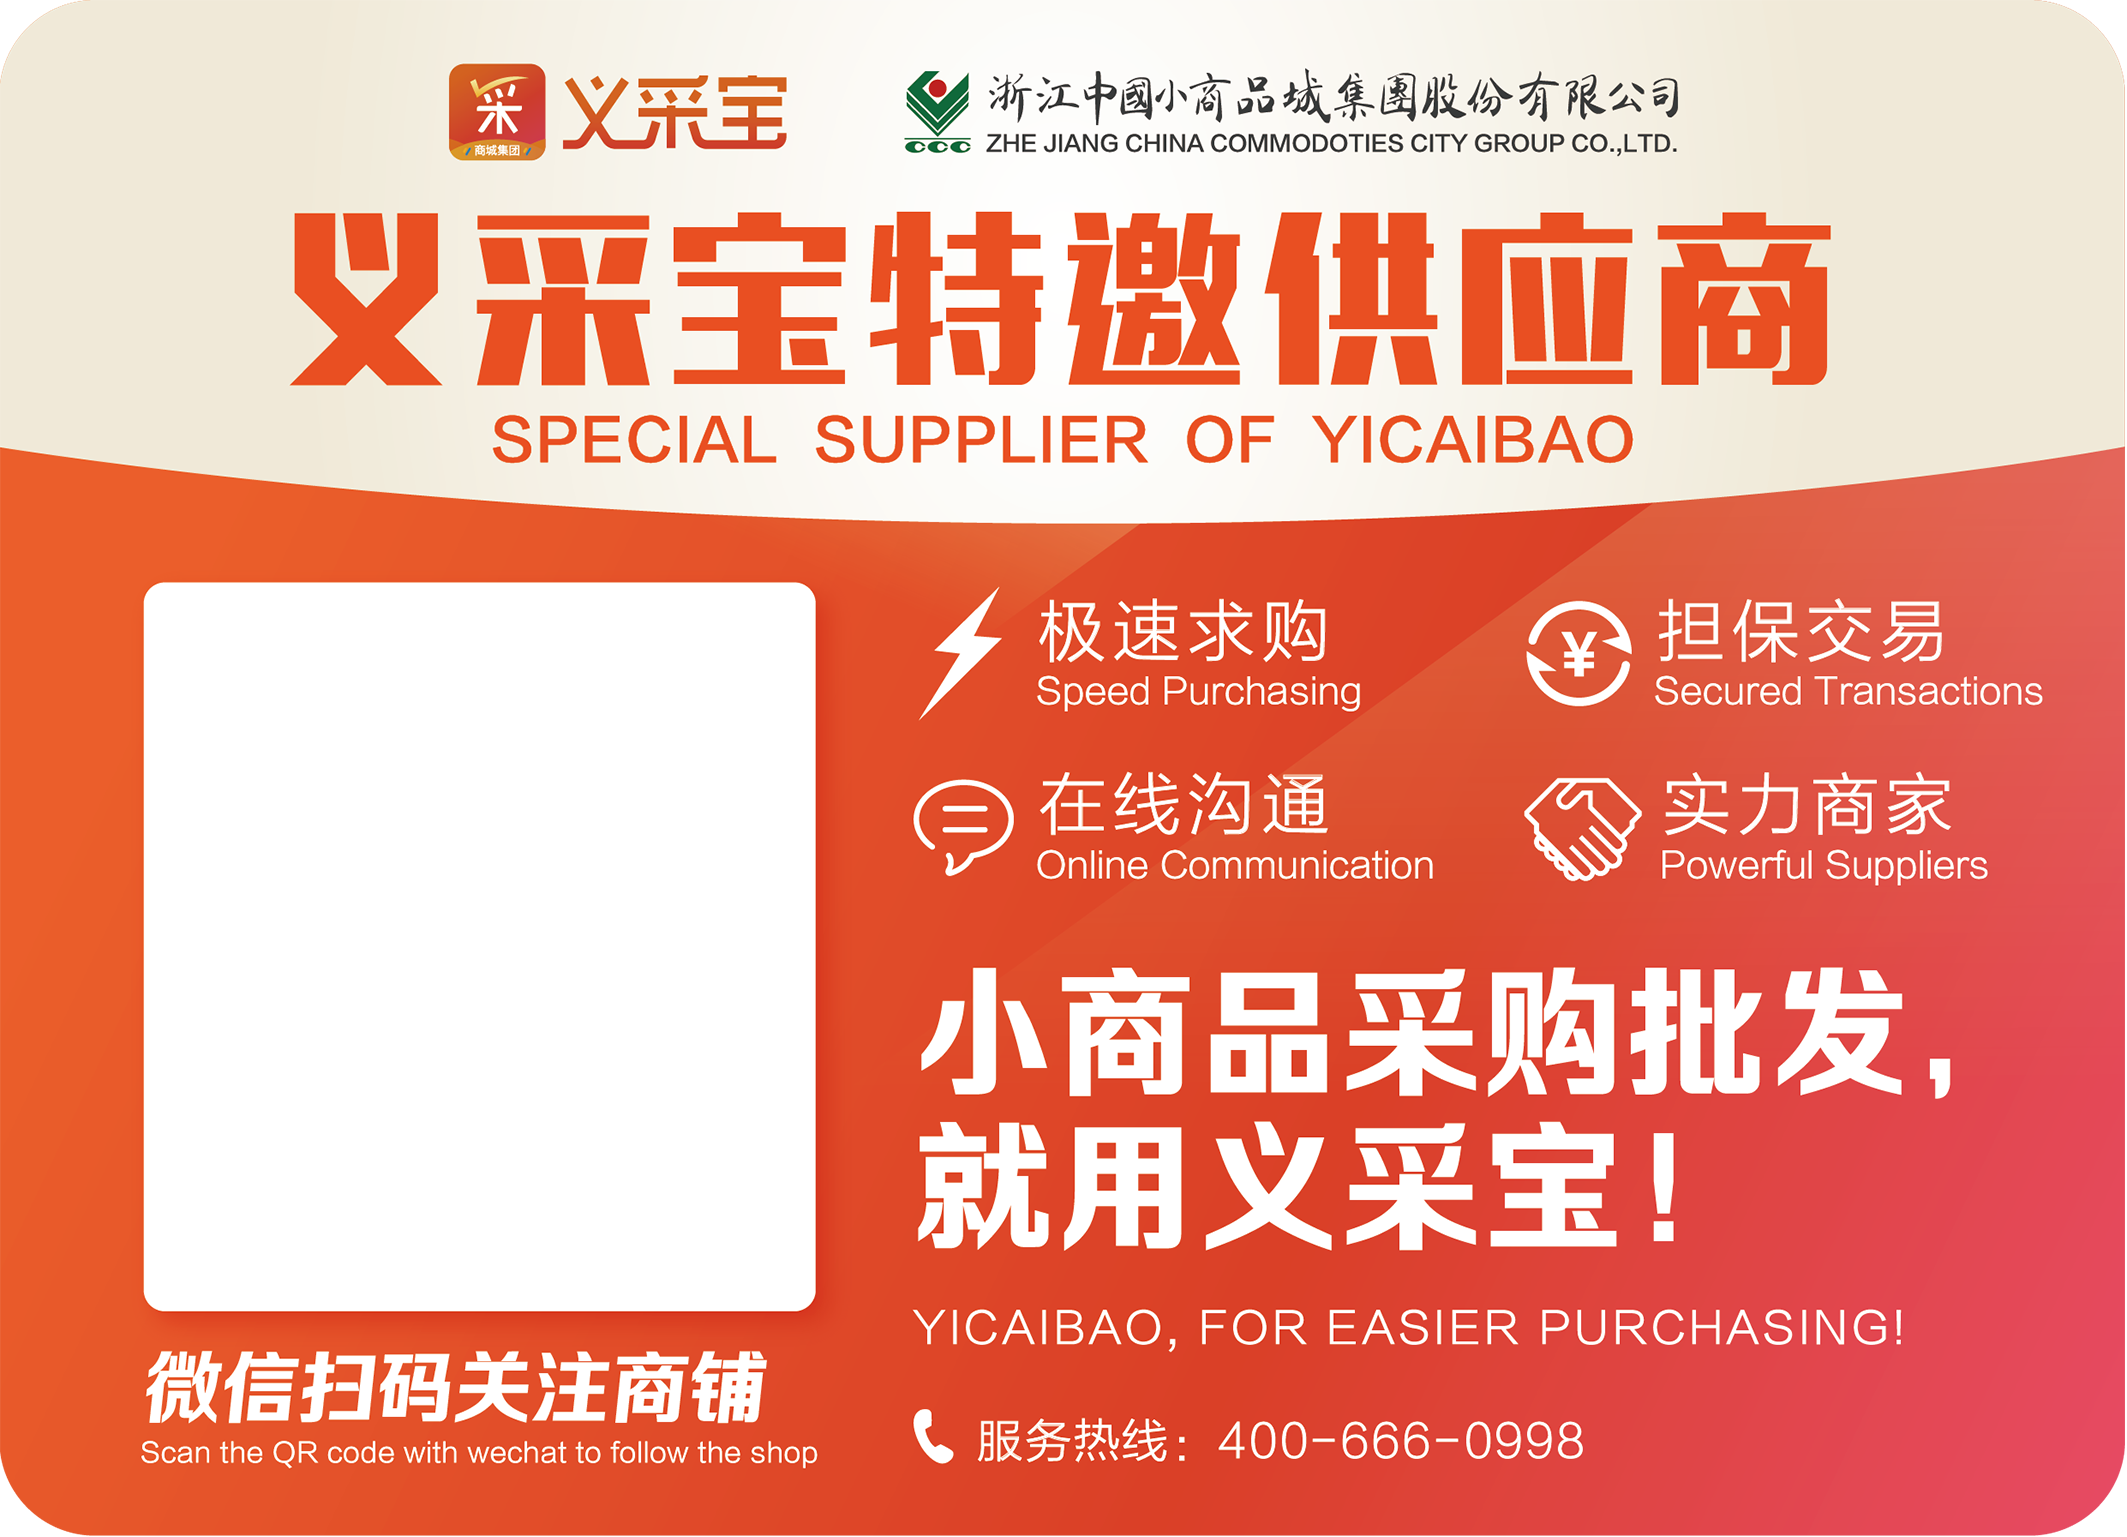 采
商城集团
义采宝
浙江中國小商品城集團股份有限公司
CCC
ZHE JIANG CHINA COMMODOTIES CITY GROUP CO.,LTD.
义采宝特邀供应商
SPECIAL SUPPLIER OF YICAIBAO
极速求购
Speed Purchasing
¥
担保交易
Secured Transactions
在线沟通
Online Communication
实力商家
Powerful Suppliers
小商品采购批发,
就用义采宝!
YICAIBAO, FOR EASIER PURCHASING!
微信扫码关注商铺
Scan the QR code with wechat to follow the shop
服务热线：400-666-0998